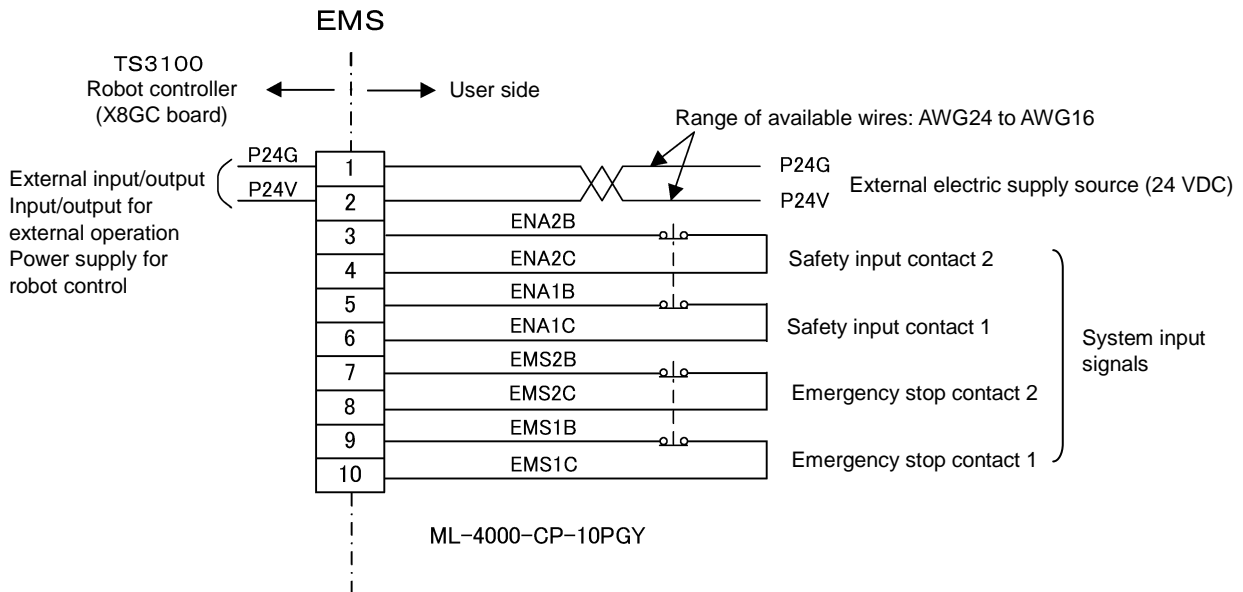 EMS
TS3100
Robot controller
(X8GC board)
User side
Range of available wires: AWG24 to AWG16
External input/output
Input/output for
external operation
Power supply for
robot control
P24G
P24V
1
2
3
4
5
6
7
8
9
10
P24G
P24V
External electric supply source (24 VDC)
ENA2B
ENA2C
Safety input contact 2
ENA1B
ENA1C
Safety input contact 1
EMS2B
EMS2C
Emergency stop contact 2
EMS1B
EMS1C
Emergency stop contact 1
System input
signals
ML-4000-CP-10PGY